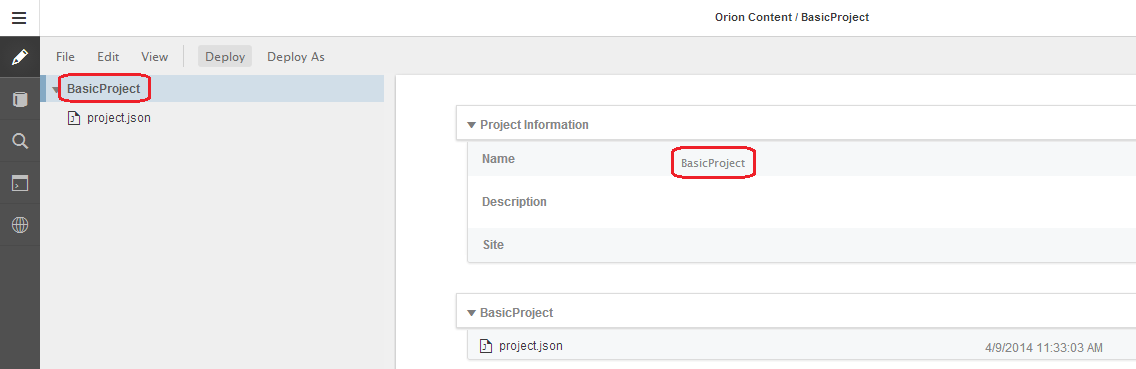 Orion Content / BasicProject
File Edit View Deploy Deploy As
BasicProject
project.json
Project Information
Name BasicProject
Description
Site
BasicProject
project.json 4/9/2014 11:33:03 AM